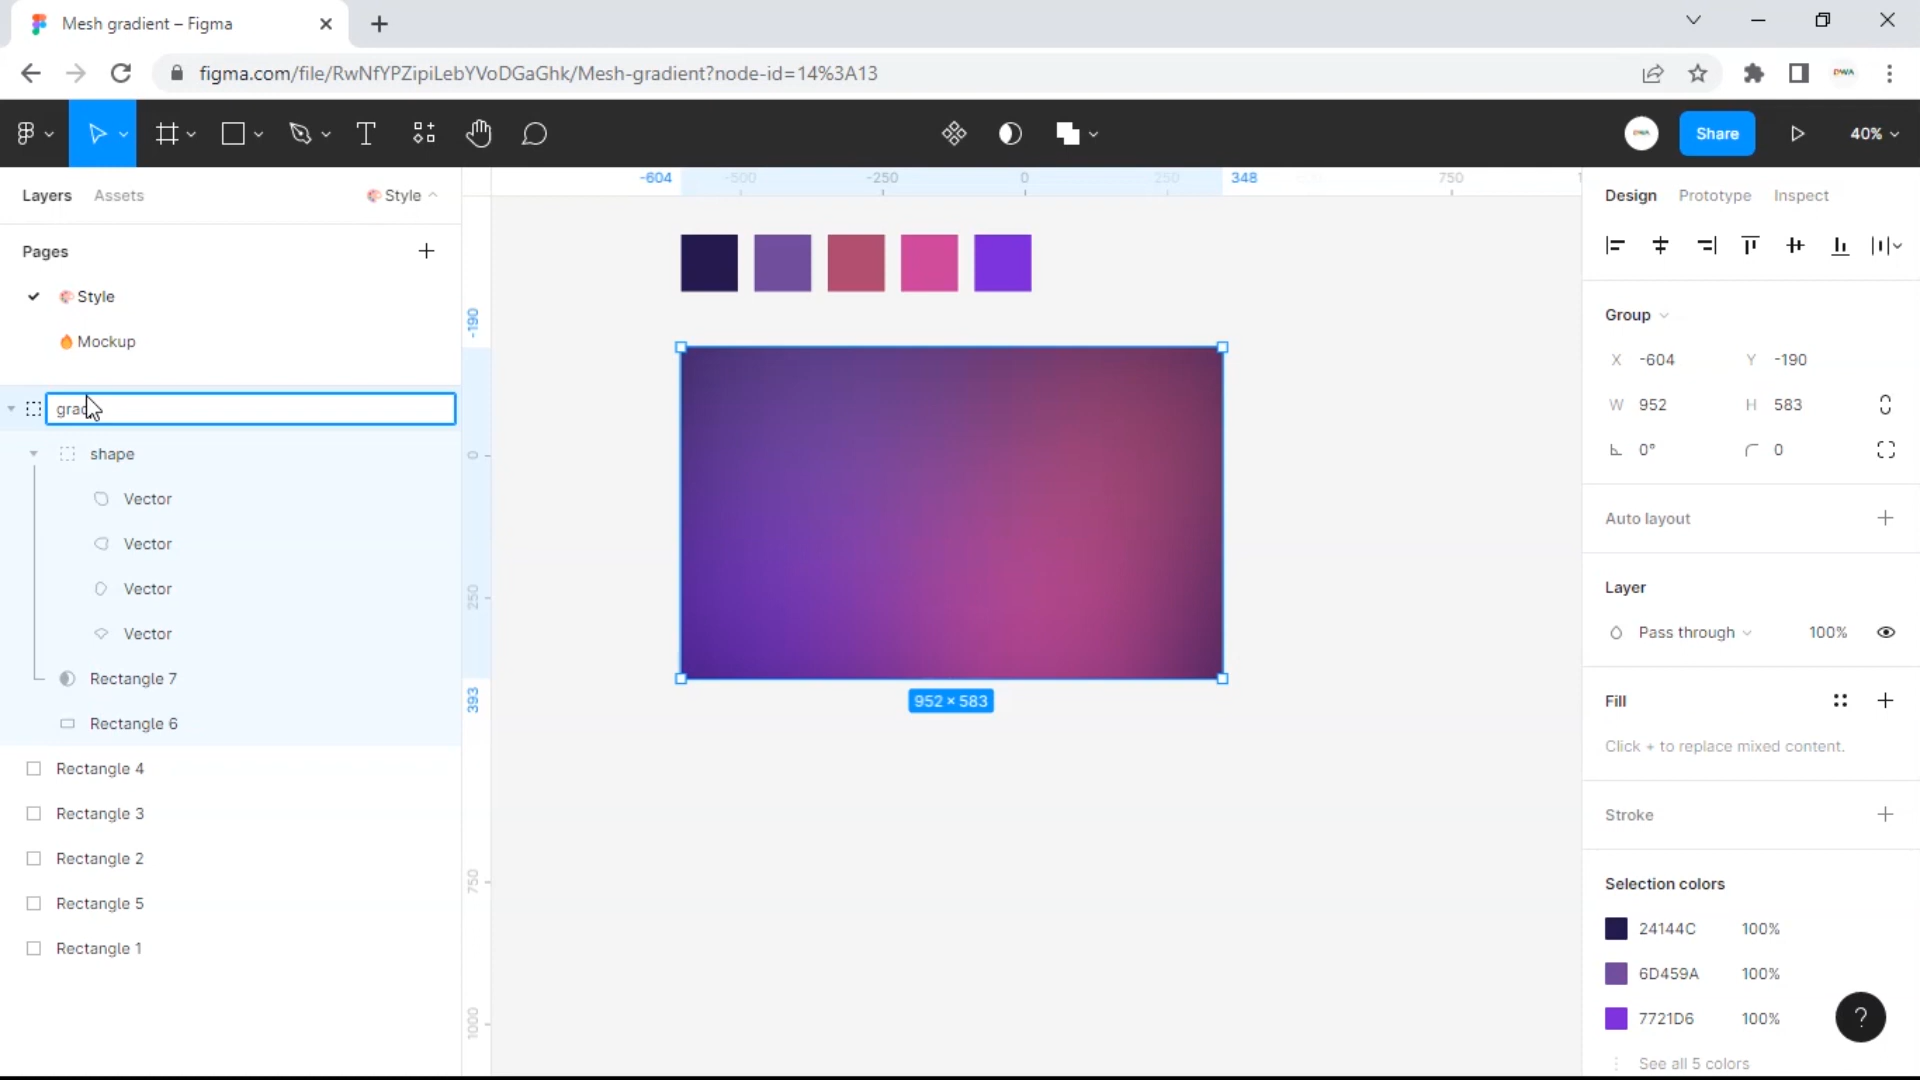 Mesh gradient – Figma
figma.com/file/RwNfYPZipiLebYVoDGaGhk/Mesh-gradient?node-id=14%3A13
DWA
T
DWA
Share
40%
Layers
Assets
Style
Pages
Style
Mockup
shape
Vector
Vector
Vector
Vector
Rectangle 7
Rectangle 6
Rectangle 4
Rectangle 3
Rectangle 2
Rectangle 5
Rectangle 1
-604
-500
-250
0
250
348
750
-190
0
250
393
750
1000
952 × 583
Design
Prototype
Inspect
Group
X -604
Y -190
W 952
H 583
0°
0
Auto layout
Layer
Pass through
100%
Fill
Click + to replace mixed content.
Stroke
Selection colors
24144C 100%
6D459A 100%
7721D6 100%
?
See all 5 colors